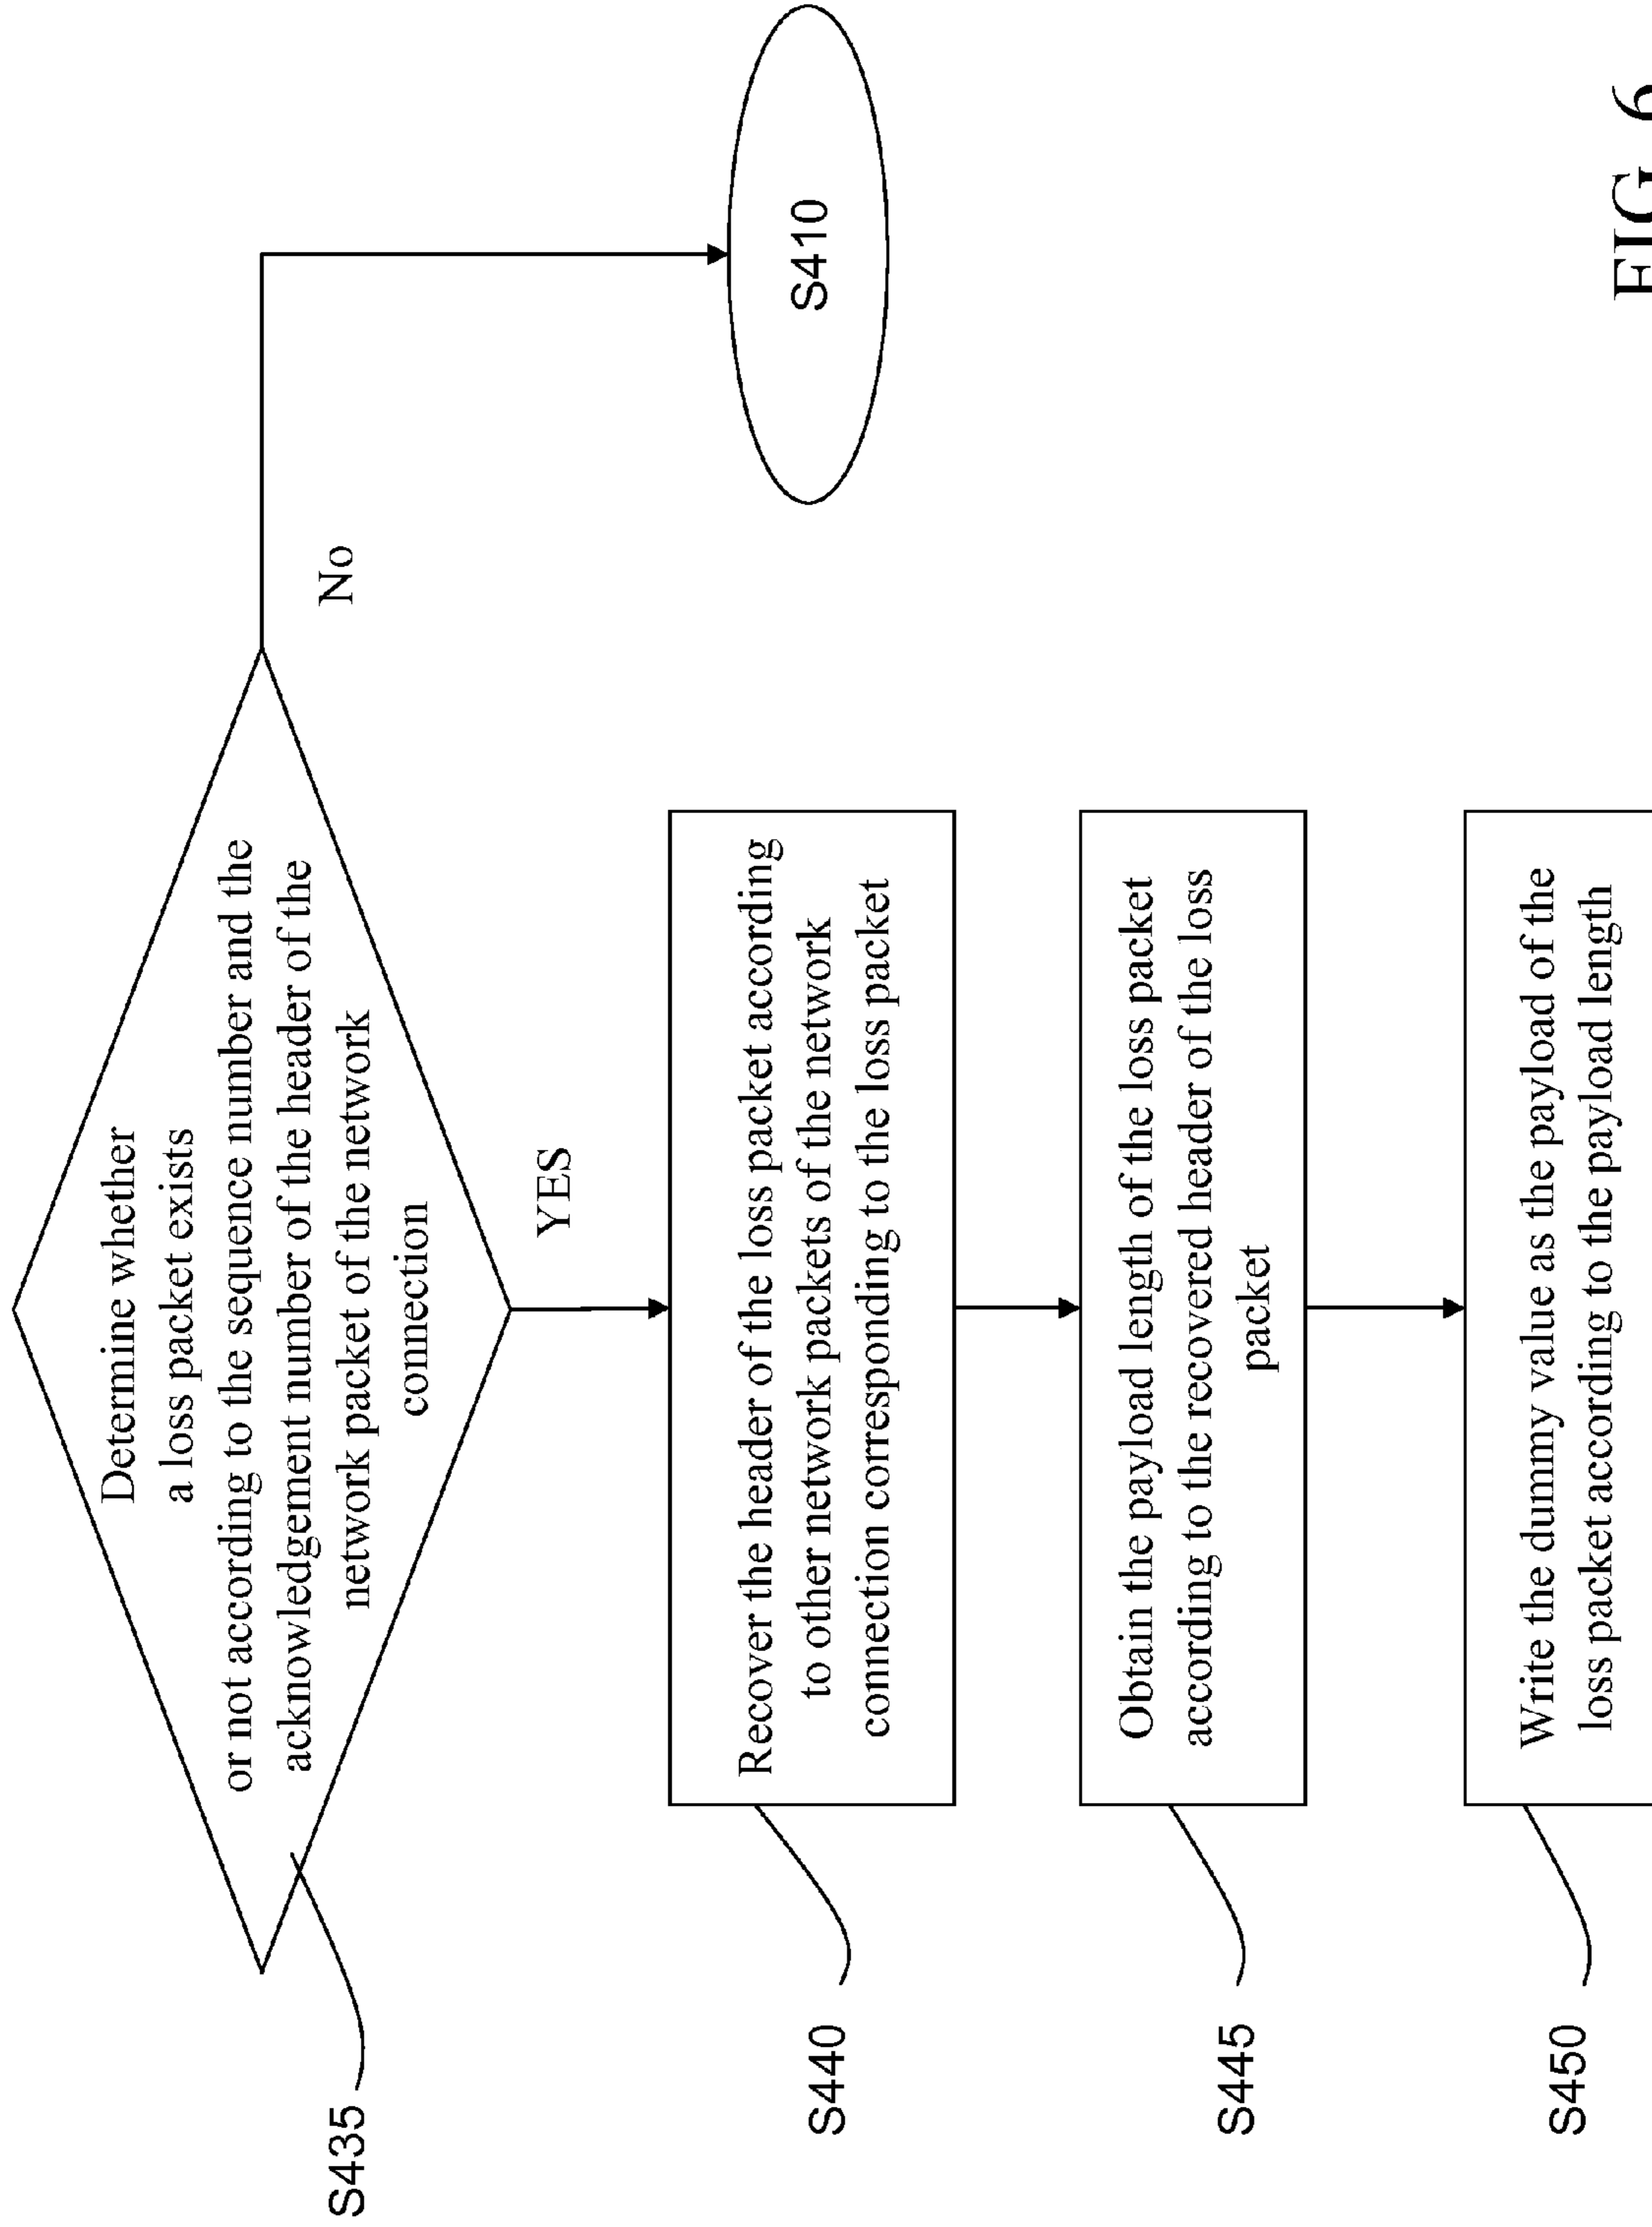 Determine whether
a loss packet exists
or not according to the sequence number and the
acknowledgement number of the header of the
network packet of the network
connection
S435
No
YES
S410
Recover the header of the loss packet according
to other network packets of the network
connection corresponding to the loss packet
S440
Obtain the payload length of the loss packet
according to the recovered header of the loss
packet
S445
Write the dummy value as the payload of the
loss packet according to the payload length
S450
FIG. 6